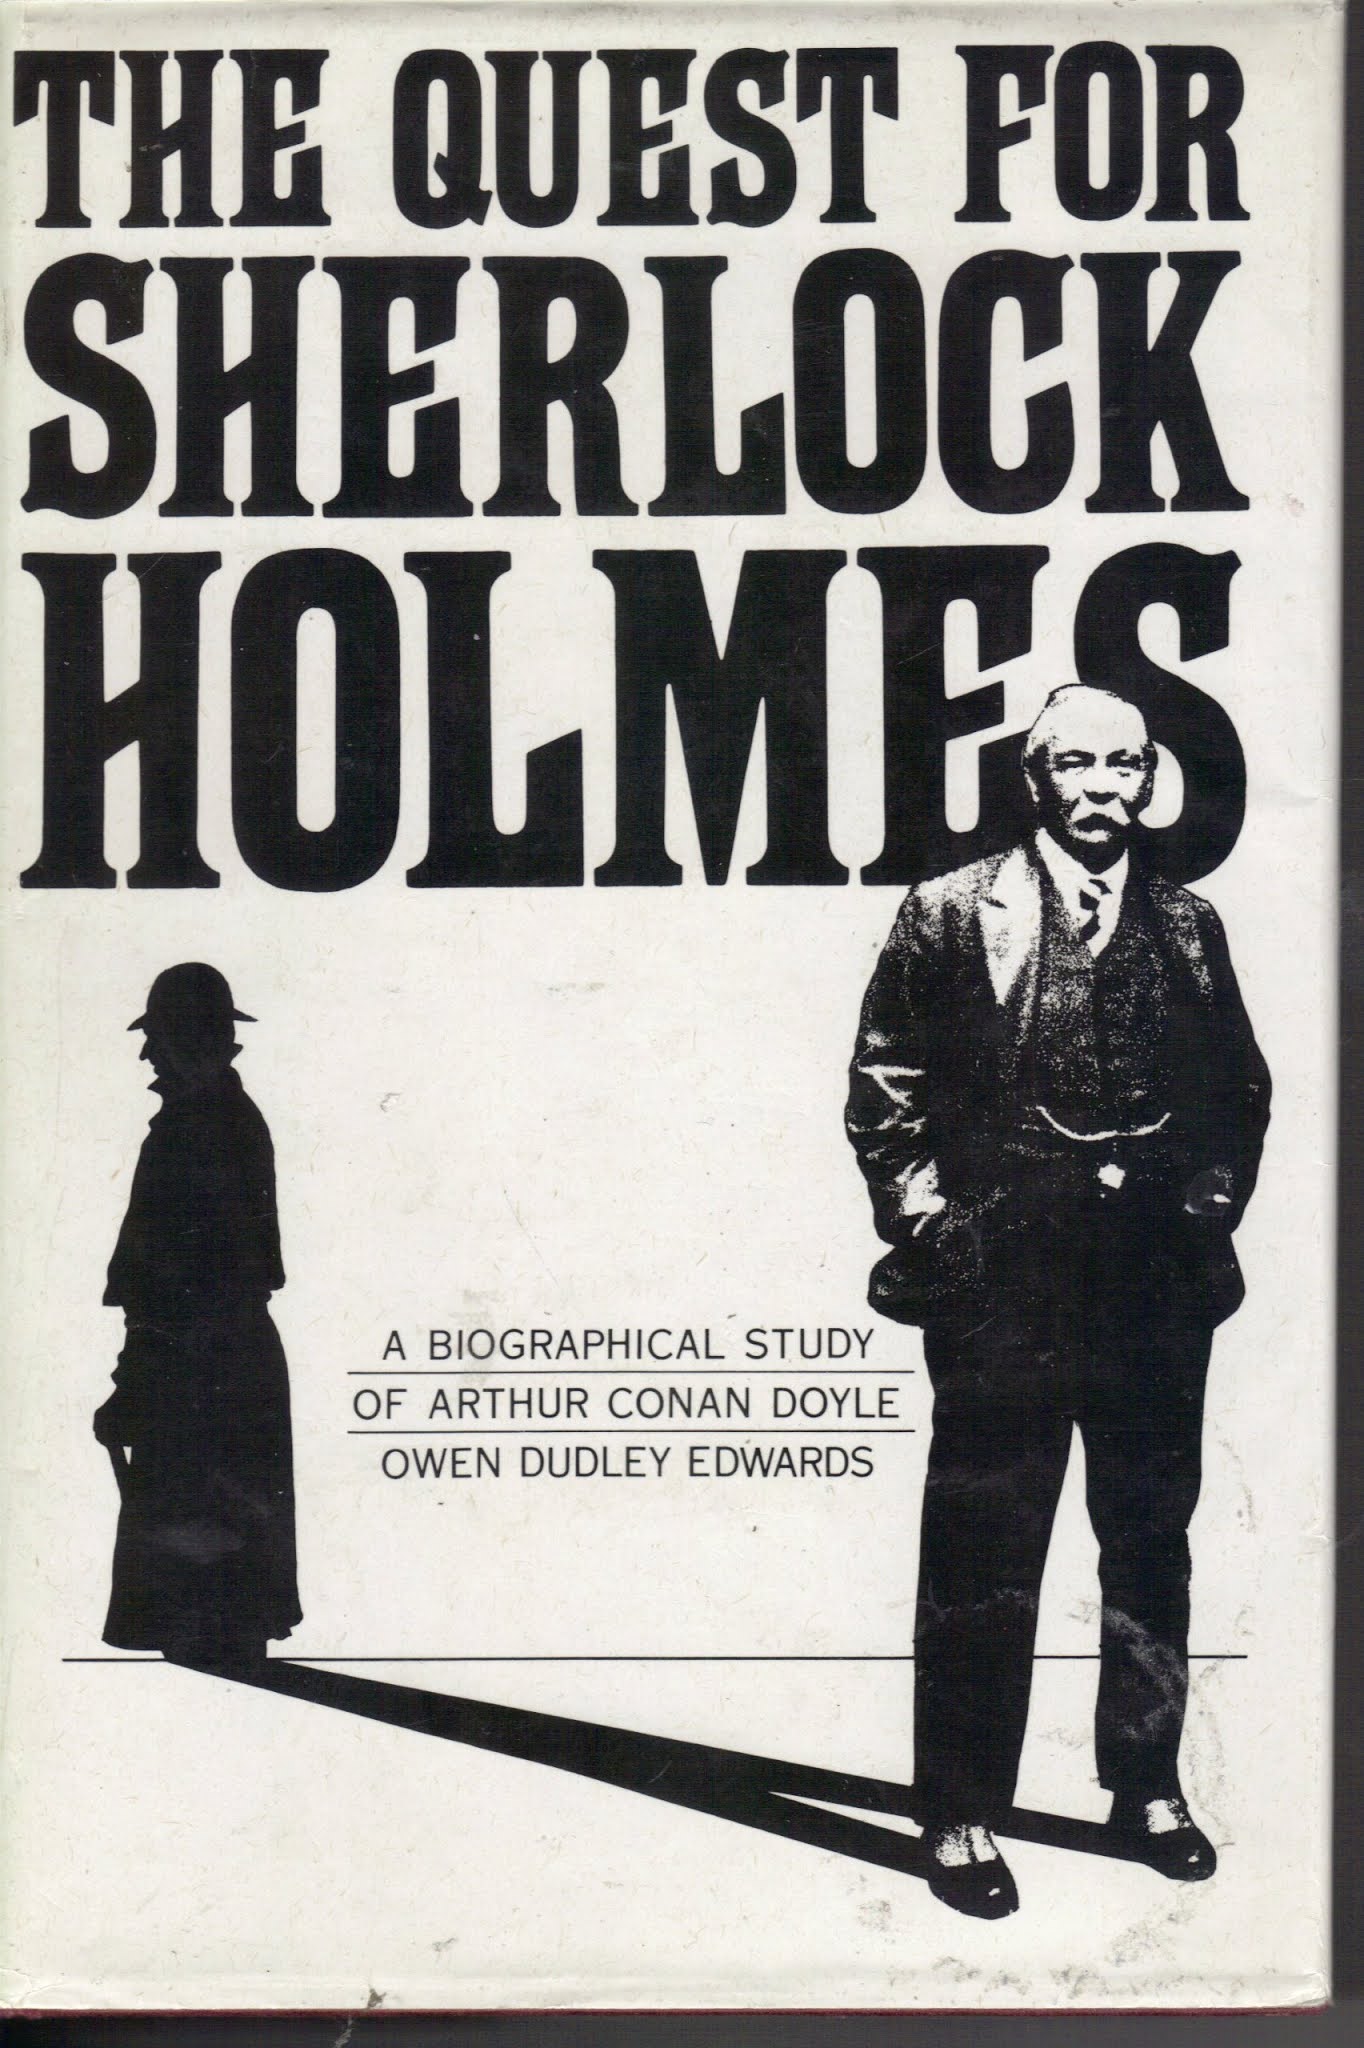 THE QUEST FOR
SHERLOCK
HOLMES
A BIOGRAPHICAL STUDY
OF ARTHUR CONAN DOYLE
OWEN DUDLEY EDWARDS